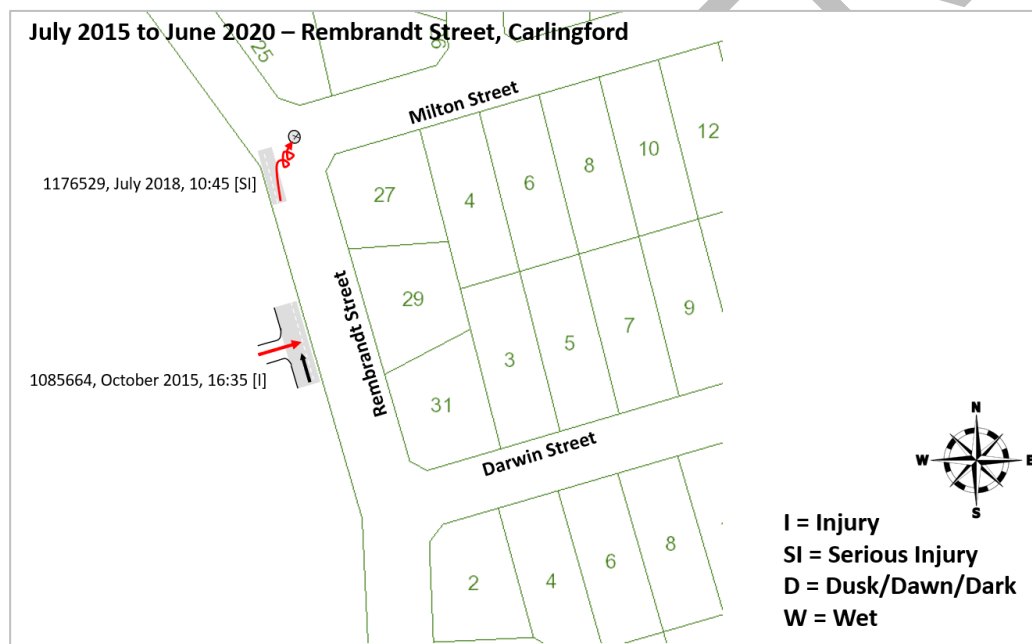 July 2015 to June 2020 – Rembrandt Street, Carlingford
25
6
Milton Street
12
10
8
6
4
27
1176529, July 2018, 10:45 [SI]
29
Rembrandt Street
9
7
5
3
31
1085664, October 2015, 16:35 [I]
Darwin Street
2
4
6
8
N
W
E
S
I = Injury
SI = Serious Injury
D = Dusk/Dawn/Dark
W = Wet